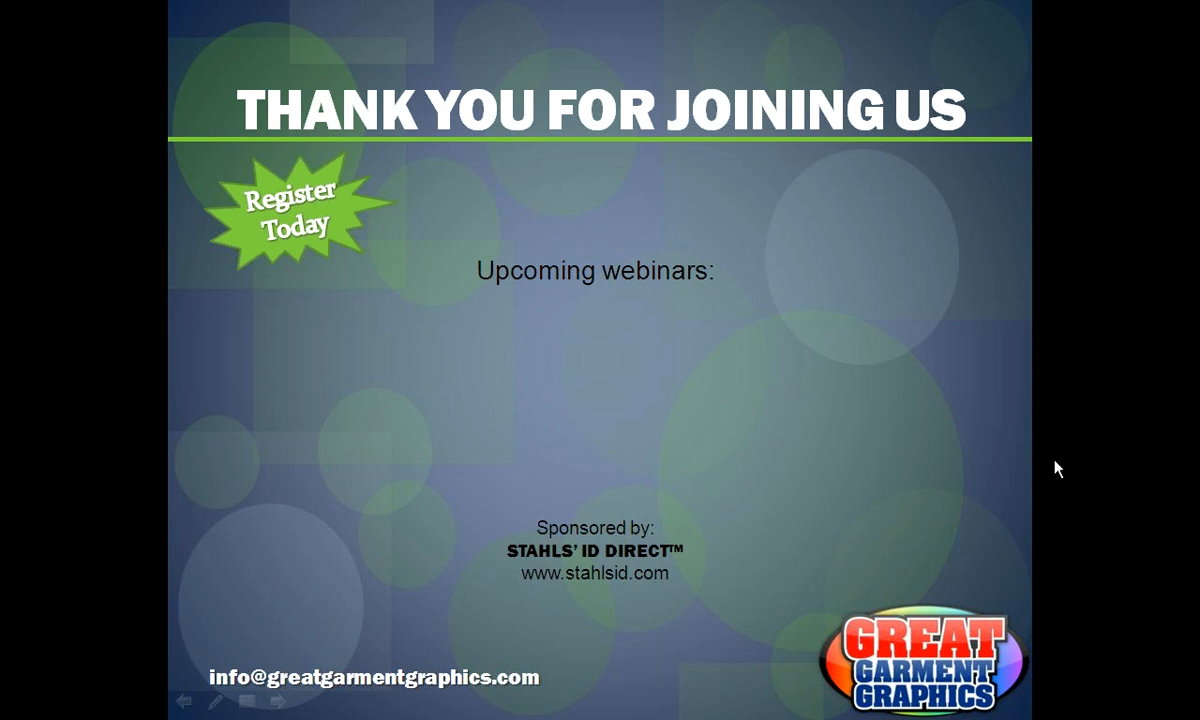 THANK YOU FOR JOINING US
Register
Today
Upcoming webinars:
Sponsored by:
STAHLS' ID DIRECT™
www.stahlsid.com
info@greatgarmentgraphics.com
GREAT
GARMENT
GRAPHICS